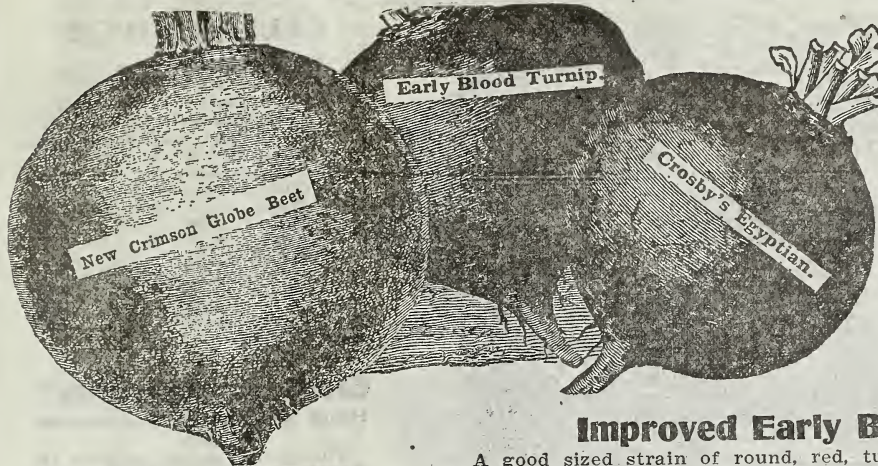 New Crimson Globe Beet
Early Blood Turnip.
Crosby's Egyptian.
Improved Early B
A good sized strain of round, red, tu